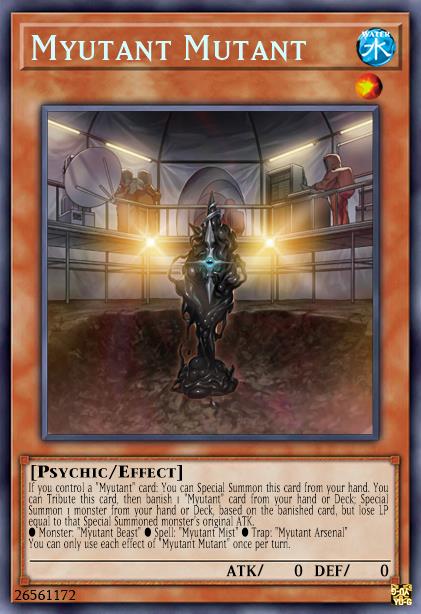 MYUTANT MUTANT
WATER
水
[PSYCHIC/EFFECT]
If you control a "Myutant" card: You can Special Summon this card from your hand. You
can Tribute this card, then banish 1 "Myutant" card from your hand or Deck; Special
Summon 1 monster from your hand or Deck, based on the banished card, but lose LP
equal to that Special Summoned monster's original ATK.
● Monster: "Myutant Beast" ● Spell: "Myutant Mist" ● Trap: "Myutant Arsenal"
You can only use each effect of "Myutant Mutant" once per turn.
ATK/ 0 DEF/ 0
26561172